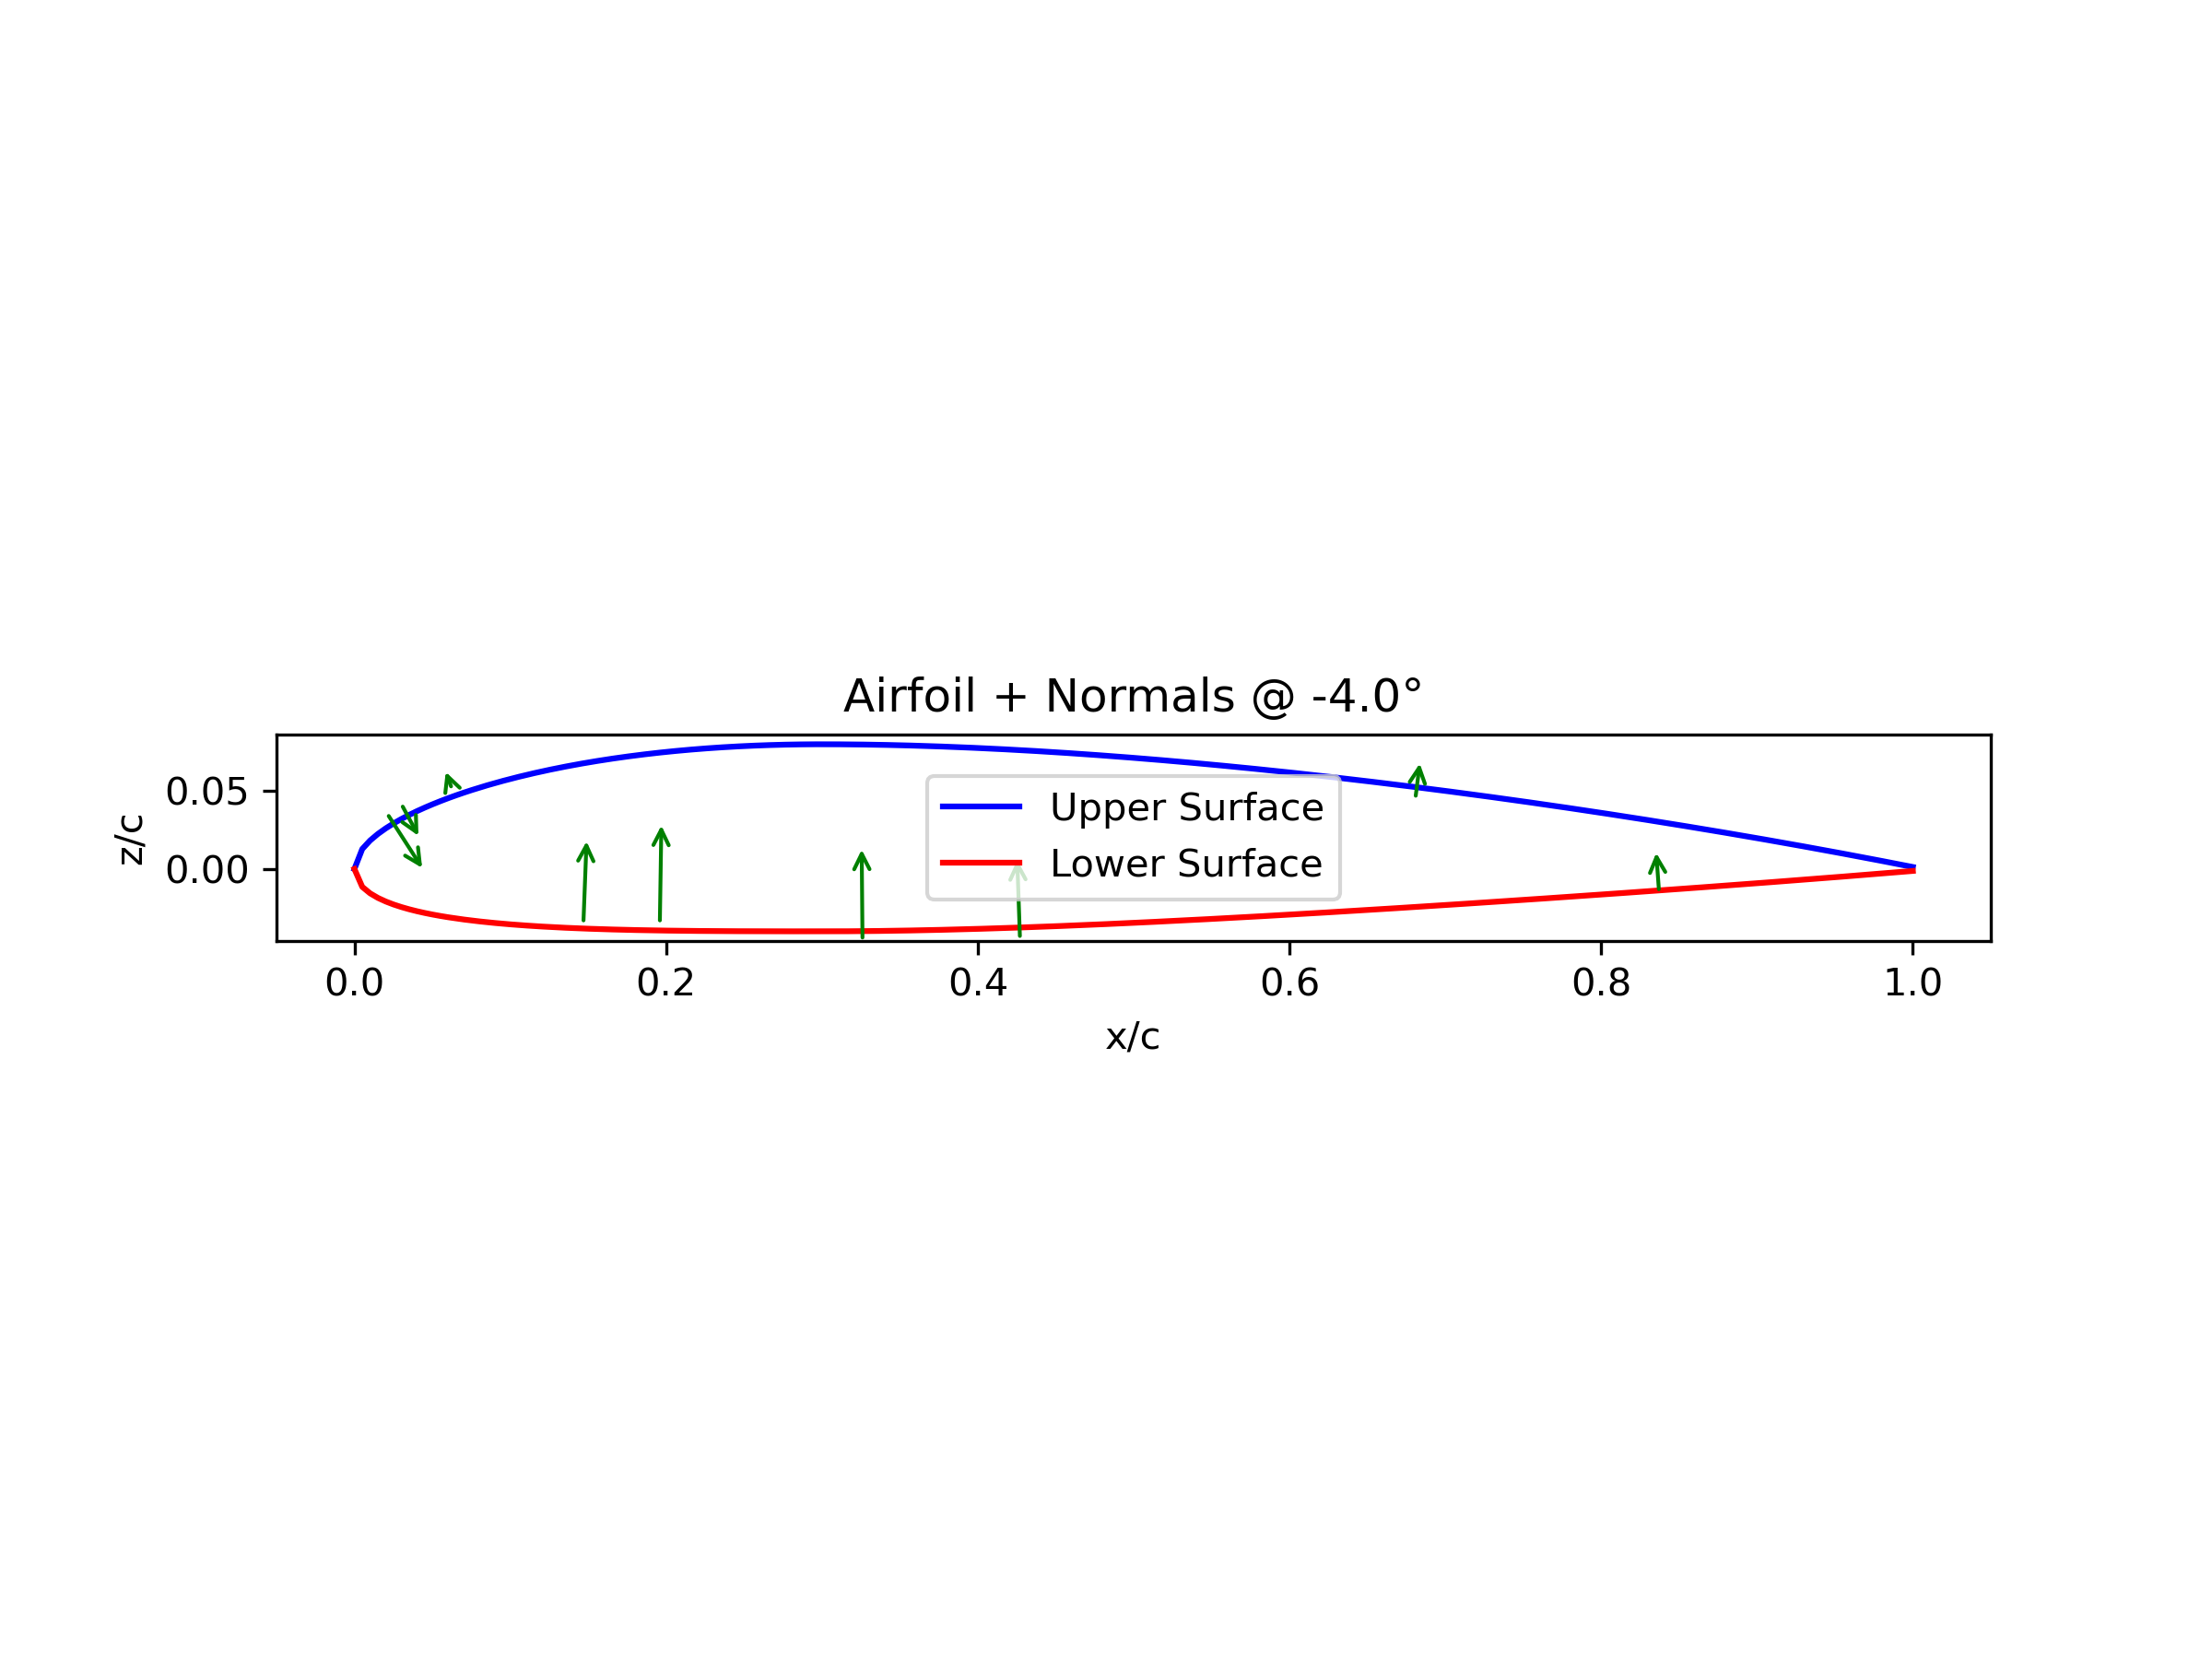 Airfoil + Normals @ -4.0°
z/c
0.05
0.00
Upper Surface
Lower Surface
0.0 0.2 0.4 0.6 0.8 1.0
x/c